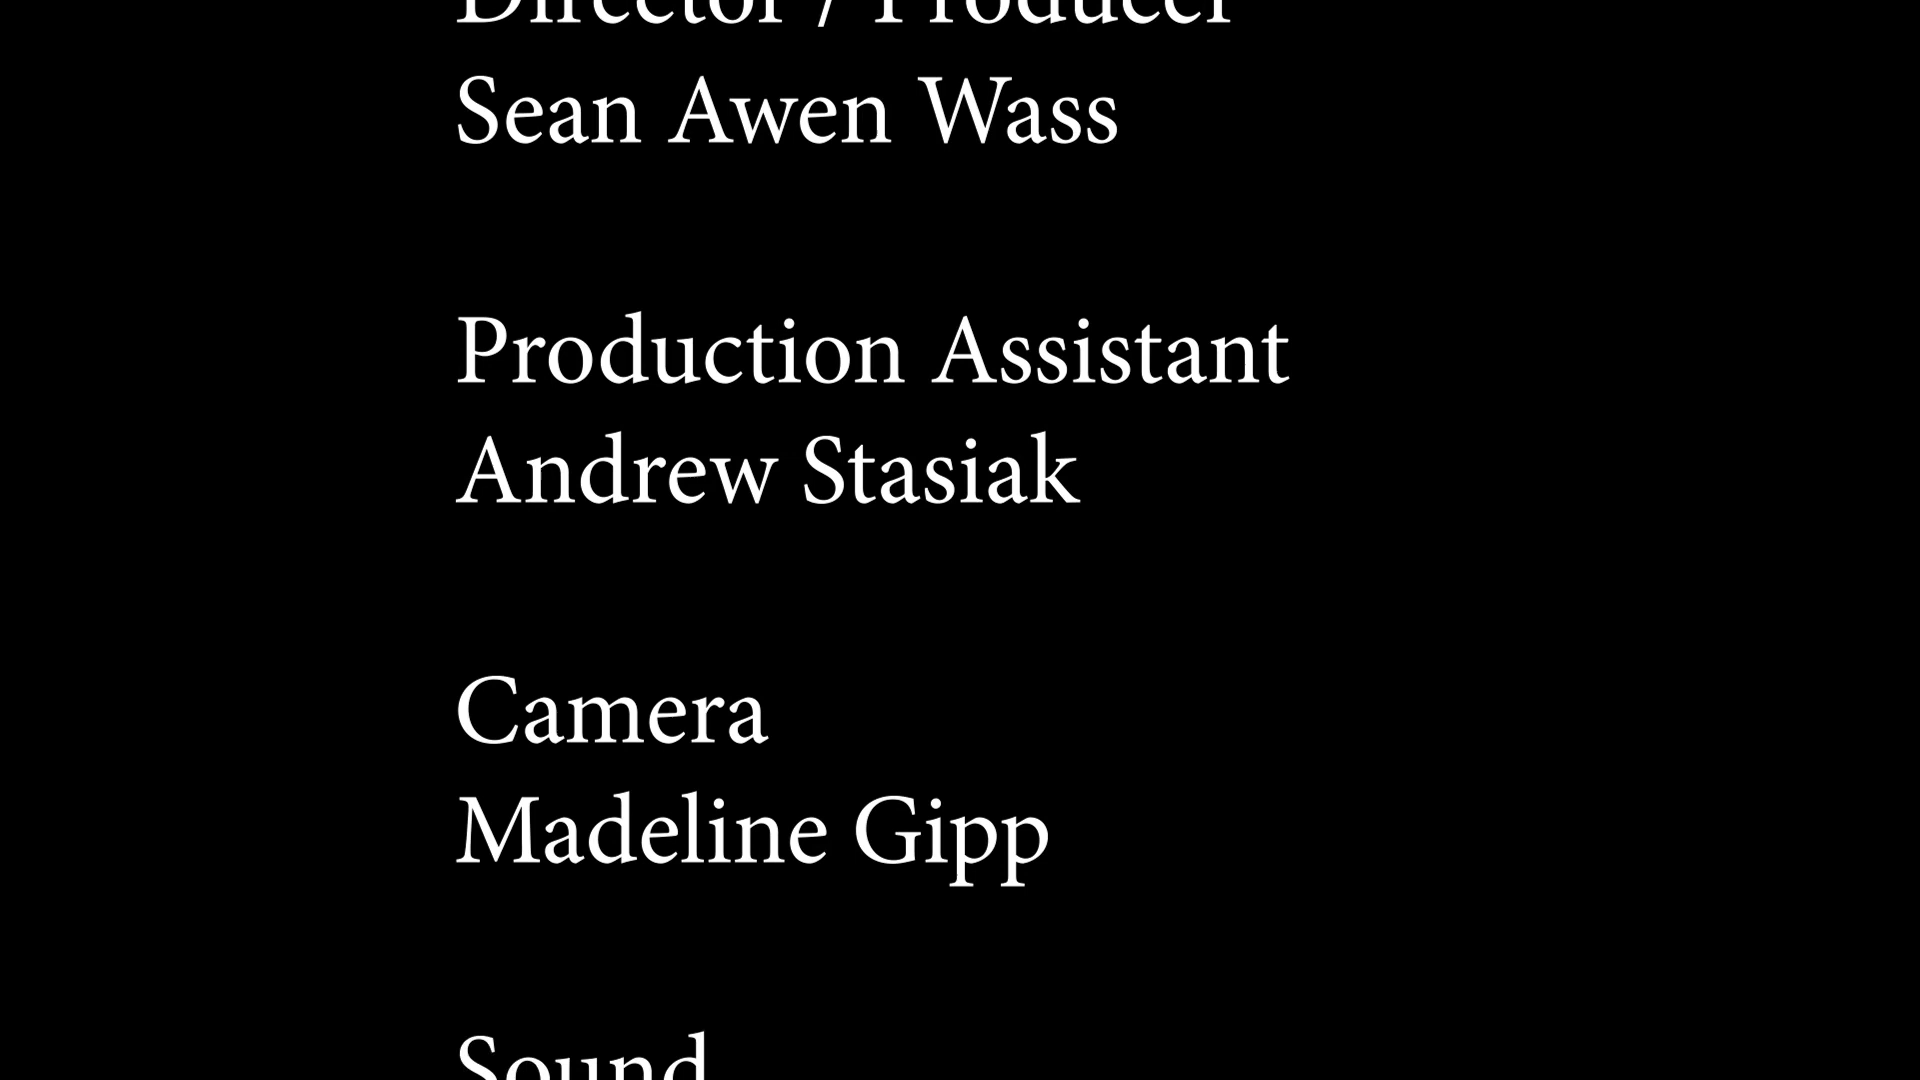 Director / Producer
Sean Awen Wass
Production Assistant
Andrew Stasiak
Camera
Madeline Gipp
Sound